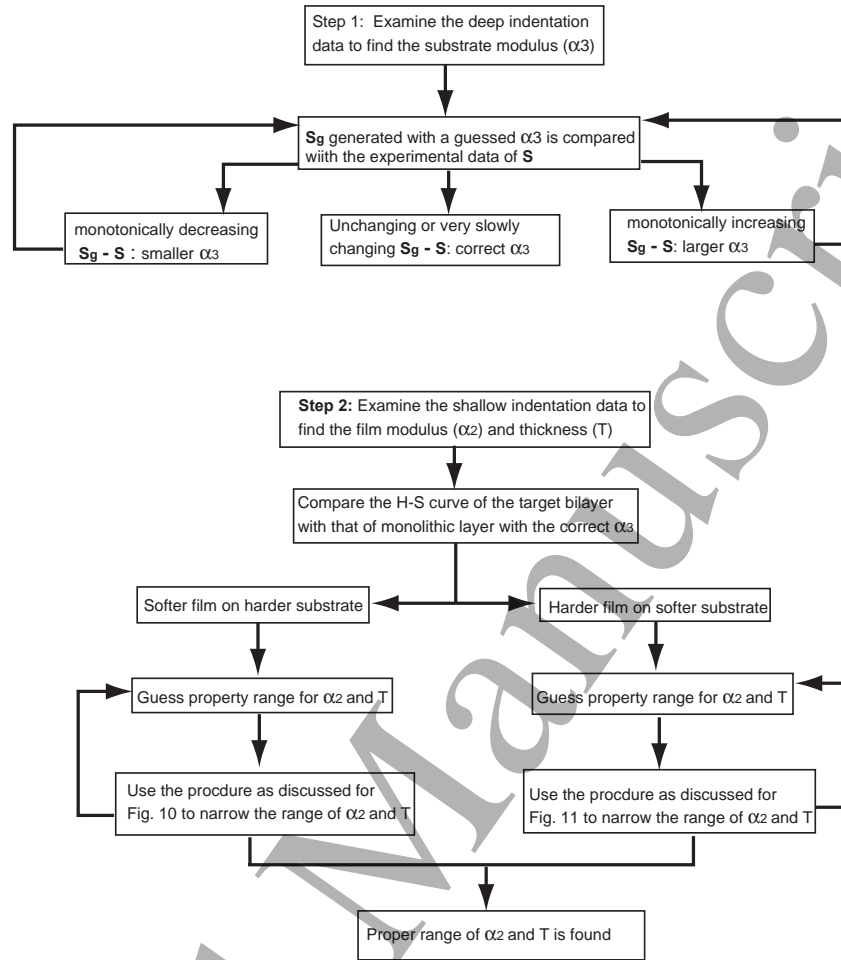 Step 1: Examine the deep indentation
data to find the substrate modulus (α3)
Sg generated with a guessed α3 is compared
with the experimental data of S
monotonically decreasing
Sg - S : smaller α3
Unchanging or very slowly
changing Sg - S: correct α3
monotonically increasing
Sg - S: larger α3
Step 2: Examine the shallow indentation data to
find the film modulus (α2) and thickness (T)
Compare the H-S curve of the target bilayer
with that of monolithic layer with the correct α3
Softer film on harder substrate
Harder film on softer substrate
Guess property range for α2 and T
Guess property range for α2 and T
Use the procdure as discussed for
Fig. 10 to narrow the range of α2 and T
Use the procdure as discussed for
Fig. 11 to narrow the range of α2 and T
Proper range of α2 and T is found
Manuscri